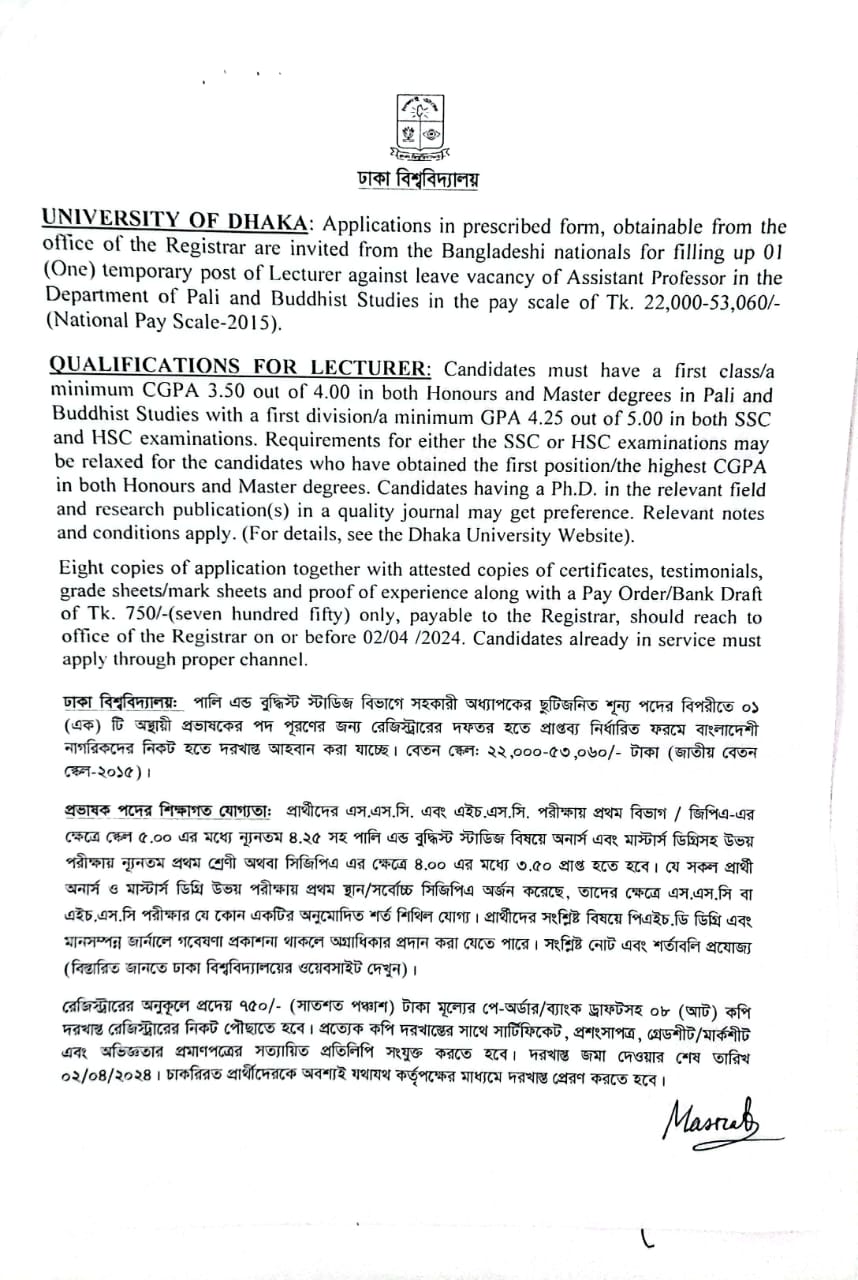 ঢাকা বিশ্ববিদ্যালয়
UNIVERSITY OF DHAKA: Applications in prescribed form, obtainable from the
office of the Registrar are invited from the Bangladeshi nationals for filling up 01
(One) temporary post of Lecturer against leave vacancy of Assistant Professor in the
Department of Pali and Buddhist Studies in the pay scale of Tk. 22,000-53,060/-
(National Pay Scale-2015).
QUALIFICATIONS FOR LECTURER: Candidates must have a first class/a
minimum CGPA 3.50 out of 4.00 in both Honours and Master degrees in Pali and
Buddhist Studies with a first division/a minimum GPA 4.25 out of 5.00 in both SSC
and HSC examinations. Requirements for either the SSC or HSC examinations may
be relaxed for the candidates who have obtained the first position/the highest CGPA
in both Honours and Master degrees. Candidates having a Ph.D. in the relevant field
and research publication(s) in a quality journal may get preference. Relevant notes
and conditions apply. (For details, see the Dhaka University Website).
Eight copies of application together with attested copies of certificates, testimonials,
grade sheets/mark sheets and proof of experience along with a Pay Order/Bank Draft
of Tk. 750/-(seven hundred fifty) only, payable to the Registrar, should reach to
office of the Registrar on or before 02/04 /2024. Candidates already in service must
apply through proper channel.
ঢাকা বিশ্ববিদ্যালয়: পালি এন্ড বুদ্ধিস্ট স্টাডিজ বিভাগে সহকারী অধ্যাপকের ছুটিজনিত শূন্য পদের বিপরীতে ০১
(এক) টি অস্থায়ী প্রভাষকের পদ পূরণের জন্য রেজিস্ট্রারের দফতর হতে প্রাপ্তব্য নির্ধারিত ফরমে বাংলাদেশী
নাগরিকদের নিকট হতে দরখাস্ত আহবান করা যাচ্ছে। বেতন স্কেল: ২২,০০০-৫৩,০৬০/- টাকা (জাতীয় বেতন
স্কেল-২০১৫)।
প্রভাষক পদের শিক্ষাগত যোগ্যতা: প্রার্থীদের এস.এস.সি. এবং এইচ.এস.সি. পরীক্ষায় প্রথম বিভাগ / জিপিএ-এর
ক্ষেত্রে স্কেল ৫.০০ এর মধ্যে ন্যূনতম ৪.২৫ সহ পালি এন্ড বুদ্ধিস্ট স্টাডিজ বিষয়ে অনার্স এবং মাস্টার্স ডিগ্রিসহ উভয়
পরীক্ষায় ন্যূনতম প্রথম শ্রেণী অথবা সিজিপিএ এর ক্ষেত্রে ৪.০০ এর মধ্যে ৩.৫০ প্রাপ্ত হতে হবে। যে সকল প্রার্থী
অনার্স ও মাস্টার্স ডিগ্রি উভয় পরীক্ষায় প্রথম স্থান/সর্বোচ্চ সিজিপিএ অর্জন করেছে, তাদের ক্ষেত্রে এস.এস.সি বা
এইচ.এস.সি পরীক্ষার যে কোন একটির অনুমোদিত শর্ত শিথিল যোগ্য। প্রার্থীদের সংশ্লিষ্ট বিষয়ে পিএইচ.ডি ডিগ্রি এবং
মানসম্পন্ন জার্নালে গবেষণা প্রকাশনা থাকলে অগ্রাধিকার প্রদান করা যেতে পারে। সংশ্লিষ্ট নোট এবং শর্তাবলি প্রযোজ্য
(বিস্তারিত জানতে ঢাকা বিশ্ববিদ্যালয়ের ওয়েবসাইট দেখুন)।
রেজিস্ট্রারের অনুকূলে প্রদেয় ৭৫০/- (সাতশত পঞ্চাশ) টাকা মূল্যের পে-অর্ডার/ব্যাংক ড্রাফটসহ ০৮ (আট) কপি
দরখাস্ত রেজিস্ট্রারের নিকট পৌছাতে হবে। প্রত্যেক কপি দরখাস্তের সাথে সার্টিফিকেট, প্রশংসাপত্র, গ্রেডশীট/মার্কশীট
এবং অভিজ্ঞতার প্রমাণপত্রের সত্যায়িত প্রতিলিপি সংযুক্ত করতে হবে। দরখাস্ত জমা দেওয়ার শেষ তারিখ
০২/০৪/২০২৪। চাকরিরত প্রার্থীদেরকে অবশ্যই যথাযথ কর্তৃপক্ষের মাধ্যমে দরখাস্ত প্রেরণ করতে হবে।